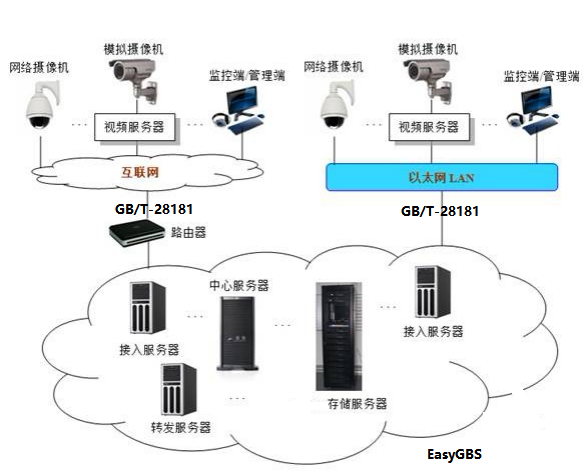 模拟摄像机
网络摄像机
监控端/管理端
视频服务器
互联网
GB/T-28181
路由器
模拟摄像机
网络摄像机
监控端/管理端
视频服务器
以太网 LAN
GB/T-28181
中心服务器
接入服务器
接入服务器
转发服务器
存储服务器
EasyGBS